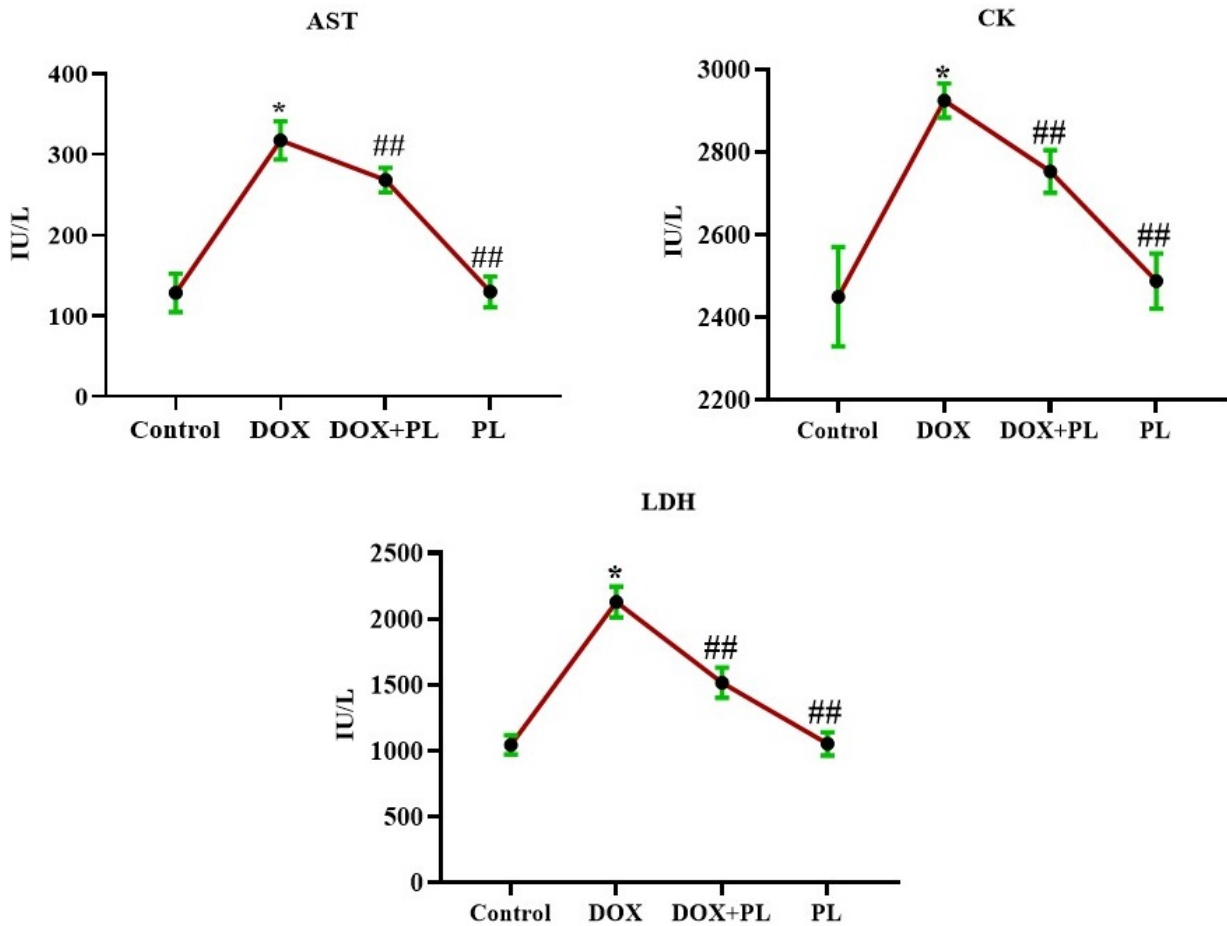 AST
IU/L
400
300
200
100
0
*
##
##
Control DOX DOX+PL PL
CK
IU/L
3000
2800
2600
2400
2200
*
##
##
Control DOX DOX+PL PL
LDH
IU/L
2500
2000
1500
1000
500
0
*
##
##
Control DOX DOX+PL PL